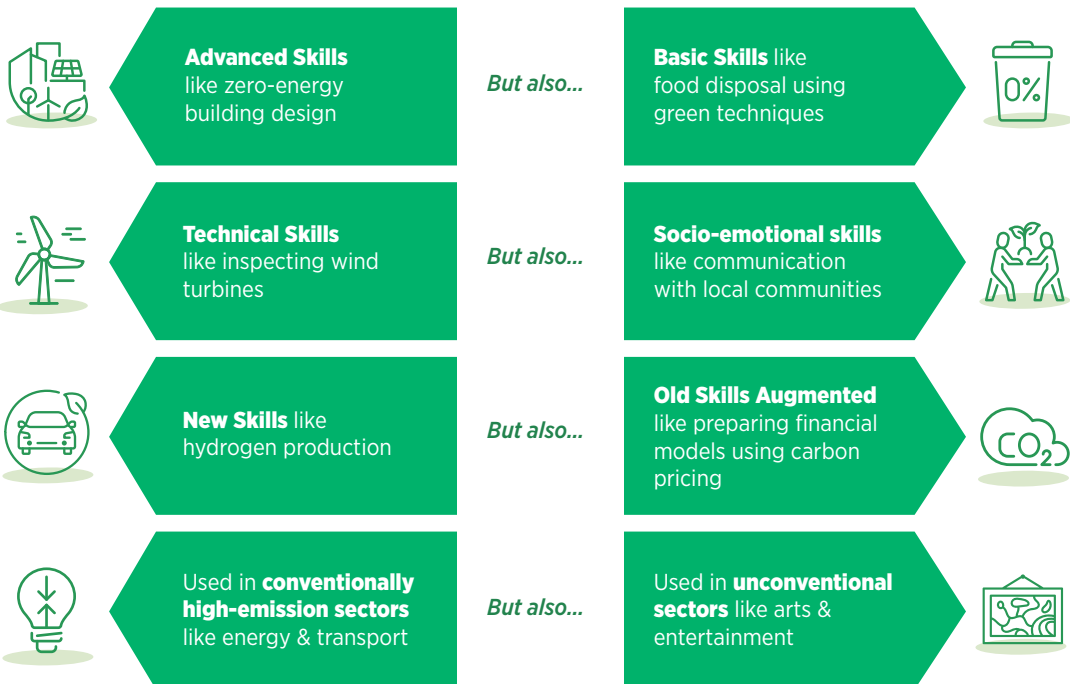 Advanced Skills
like zero-energy
building design
But also...
Basic Skills like
food disposal using
green techniques
0%
Technical Skills
like inspecting wind
turbines
But also...
Socio-emotional skills
like communication
with local communities
New Skills like
hydrogen production
But also...
Old Skills Augmented
like preparing financial
models using carbon
pricing
CO2
Used in conventionally
high-emission sectors
like energy & transport
But also...
Used in unconventional
sectors like arts &
entertainment